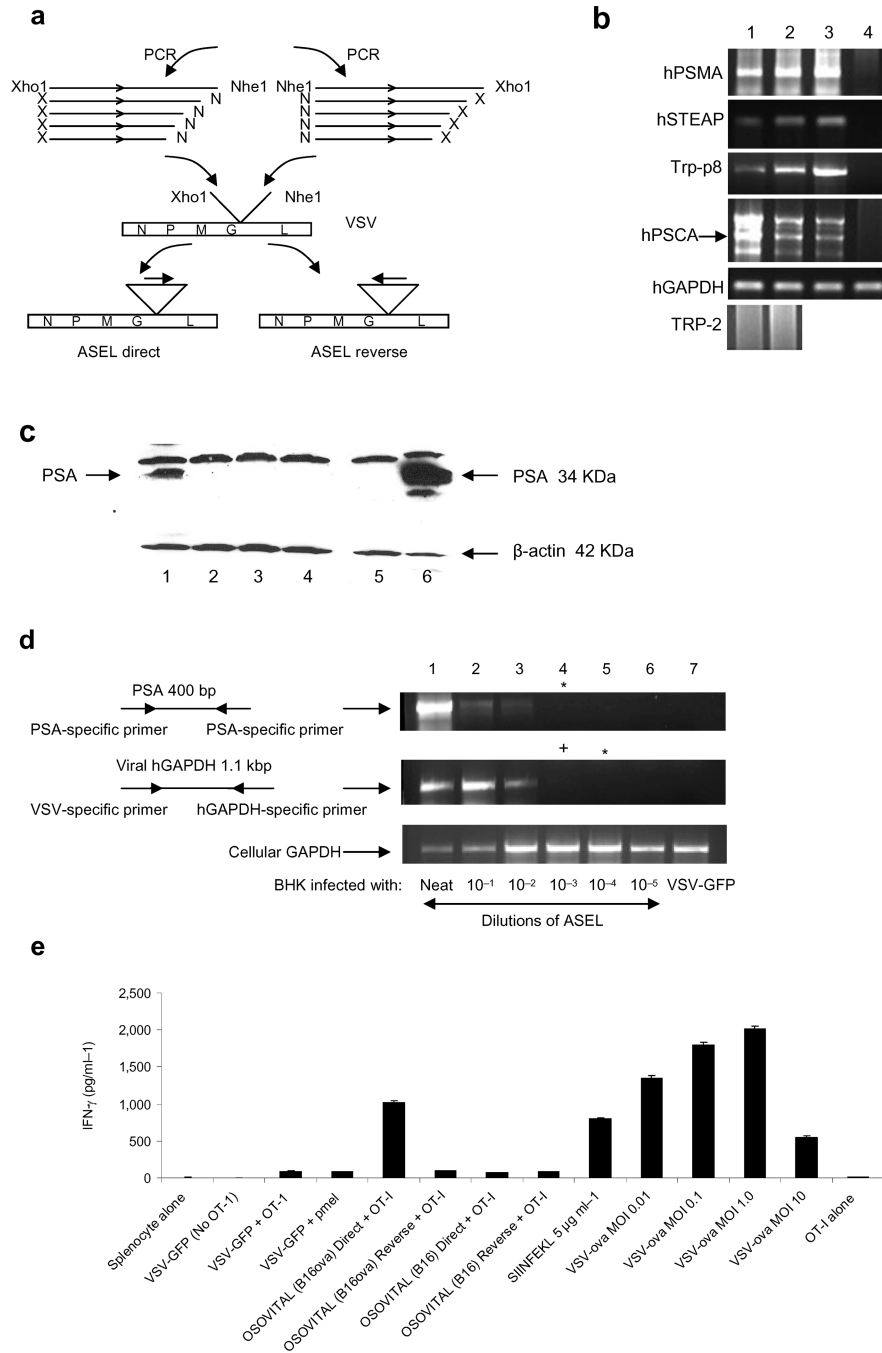 a
PCR PCR
Xho1 Nhe1 Nhe1 Xho1
X N N X
X N N X
X N N X
X N N X
Xho1 Nhe1
N P M G L VSV
N P M G L N P M G L
ASEL direct ASEL reverse
b
1 2 3 4
hPSMA
hSTEAP
Trp-p8
hPSCA
hGAPDH
TRP-2
c
PSA PSA 34 KDa
β-actin 42 KDa
1 2 3 4 5 6
d
1 2 3 4 5 6 7
*
PSA 400 bp
PSA-specific primer PSA-specific primer
+ *
Viral hGAPDH 1.1 kbp
VSV-specific primer hGAPDH-specific primer
Cellular GAPDH
BHK infected with: Neat 10–1 10–2 10–3 10–4 10–5 VSV-GFP
Dilutions of ASEL
e
IFN-γ (pg/ml–1)
2,500
2,000
1,500
1,000
500
0
Splenocyte alone
VSV-GFP (No OT-1)
VSV-GFP + OT-1
VSV-GFP + pmel
OSOVITAL (B16ova) Direct + OT-I
OSOVITAL (B16ova) Reverse + OT-I
OSOVITAL (B16) Direct + OT-I
OSOVITAL (B16) Reverse + OT-I
SIINFEKL 5 μg ml-1
VSV-ova MOI 0.01
VSV-ova MOI 0.1
VSV-ova MOI 1.0
VSV-ova MOI 10
OT-I alone